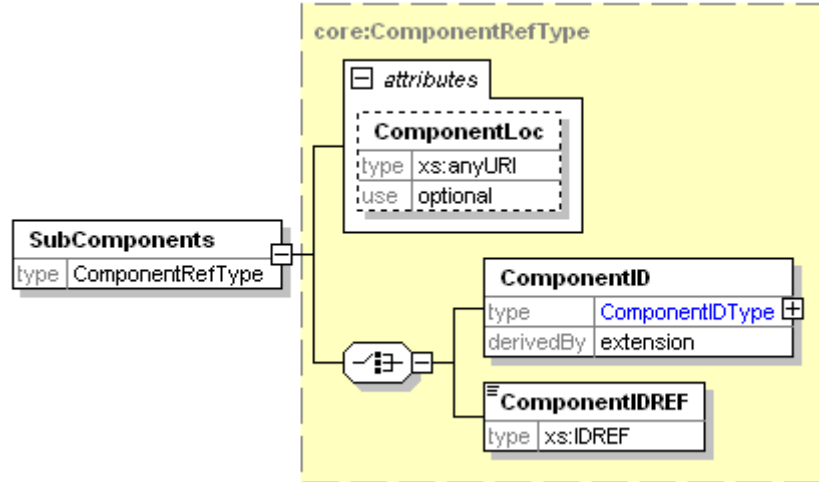 core:ComponentRefType
attributes
ComponentLoc
type xs:anyURI
use optional
SubComponents
type ComponentRefType
ComponentID
type ComponentIDType
derivedBy extension
ComponentIDREF
type xs:IDREF